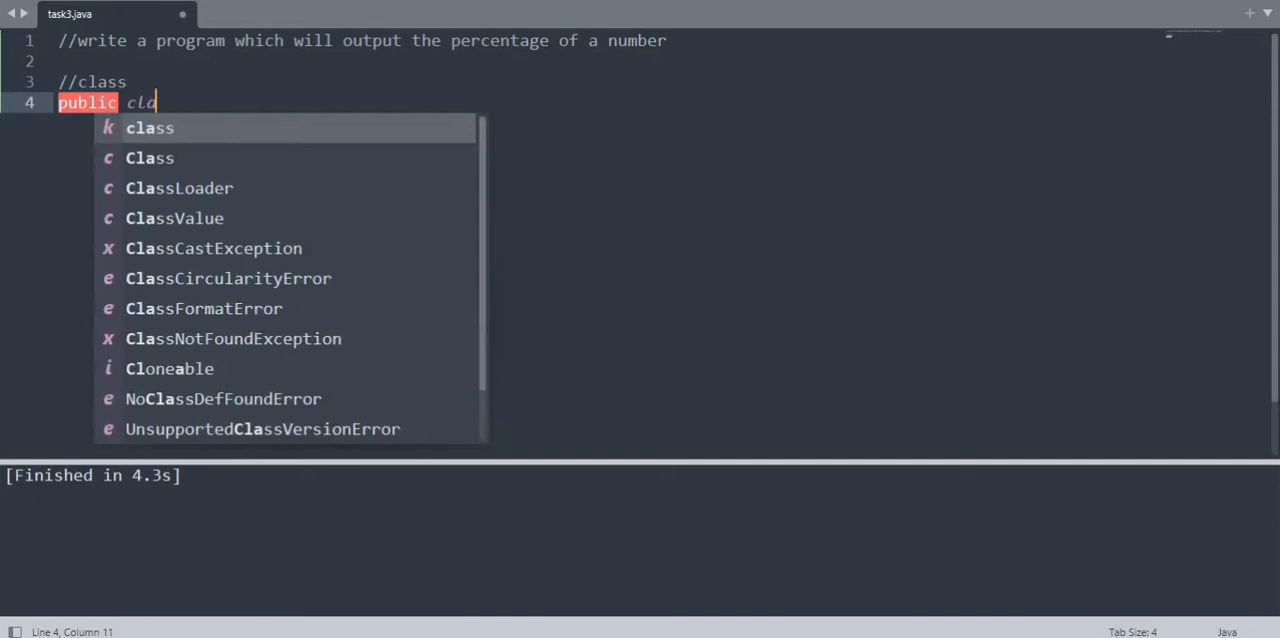 task3.java
1 //write a program which will output the percentage of a number
2
3 //class
4 public cla
k class
c Class
c ClassLoader
c ClassValue
x ClassCastException
e ClassCircularityError
e ClassFormatError
x ClassNotFoundException
i Cloneable
e NoClassDefFoundError
e UnsupportedClassVersionError
[Finished in 4.3s]
Line 4, Column 11 Tab Size: 4 Java